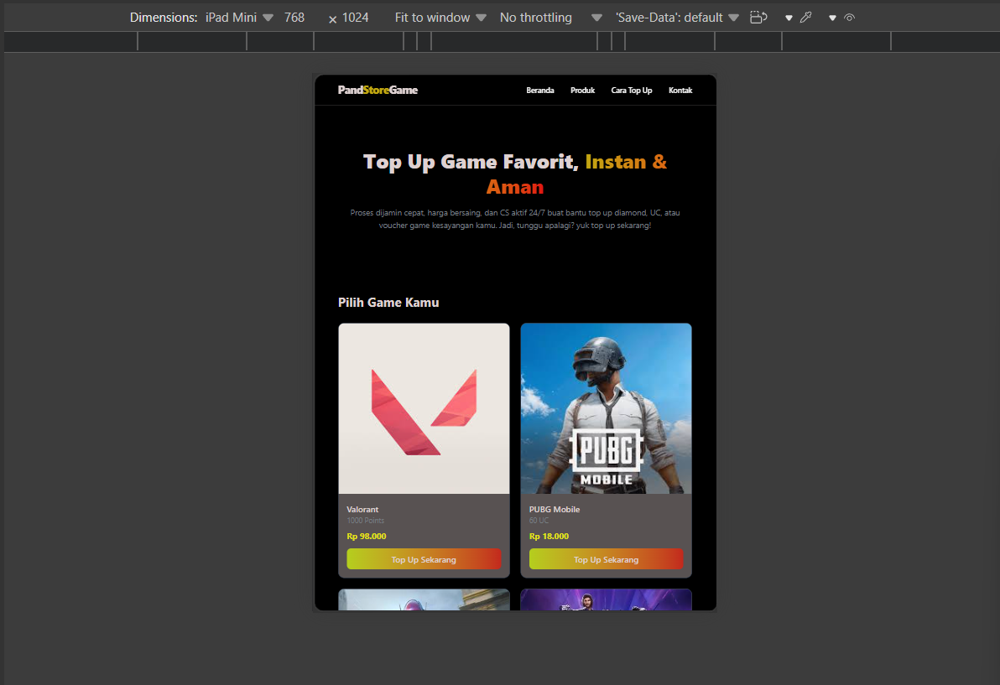 Dimensions: iPad Mini 768 × 1024 Fit to window No throttling 'Save-Data': default
PandStoreGame Beranda Produk Cara Top Up Kontak
Top Up Game Favorit, Instan &
Aman
Proses dijamin cepat, harga bersaing, dan CS aktif 24/7 buat bantu top up diamond, UC, atau
voucher game kesayangan kamu. Jadi, tunggu apalagi? yuk top up sekarang!
Pilih Game Kamu
PUBG
MOBILE
Valorant
1000 Points
Rp 98.000
Top Up Sekarang
PUBG Mobile
60 UC
Rp 18.000
Top Up Sekarang